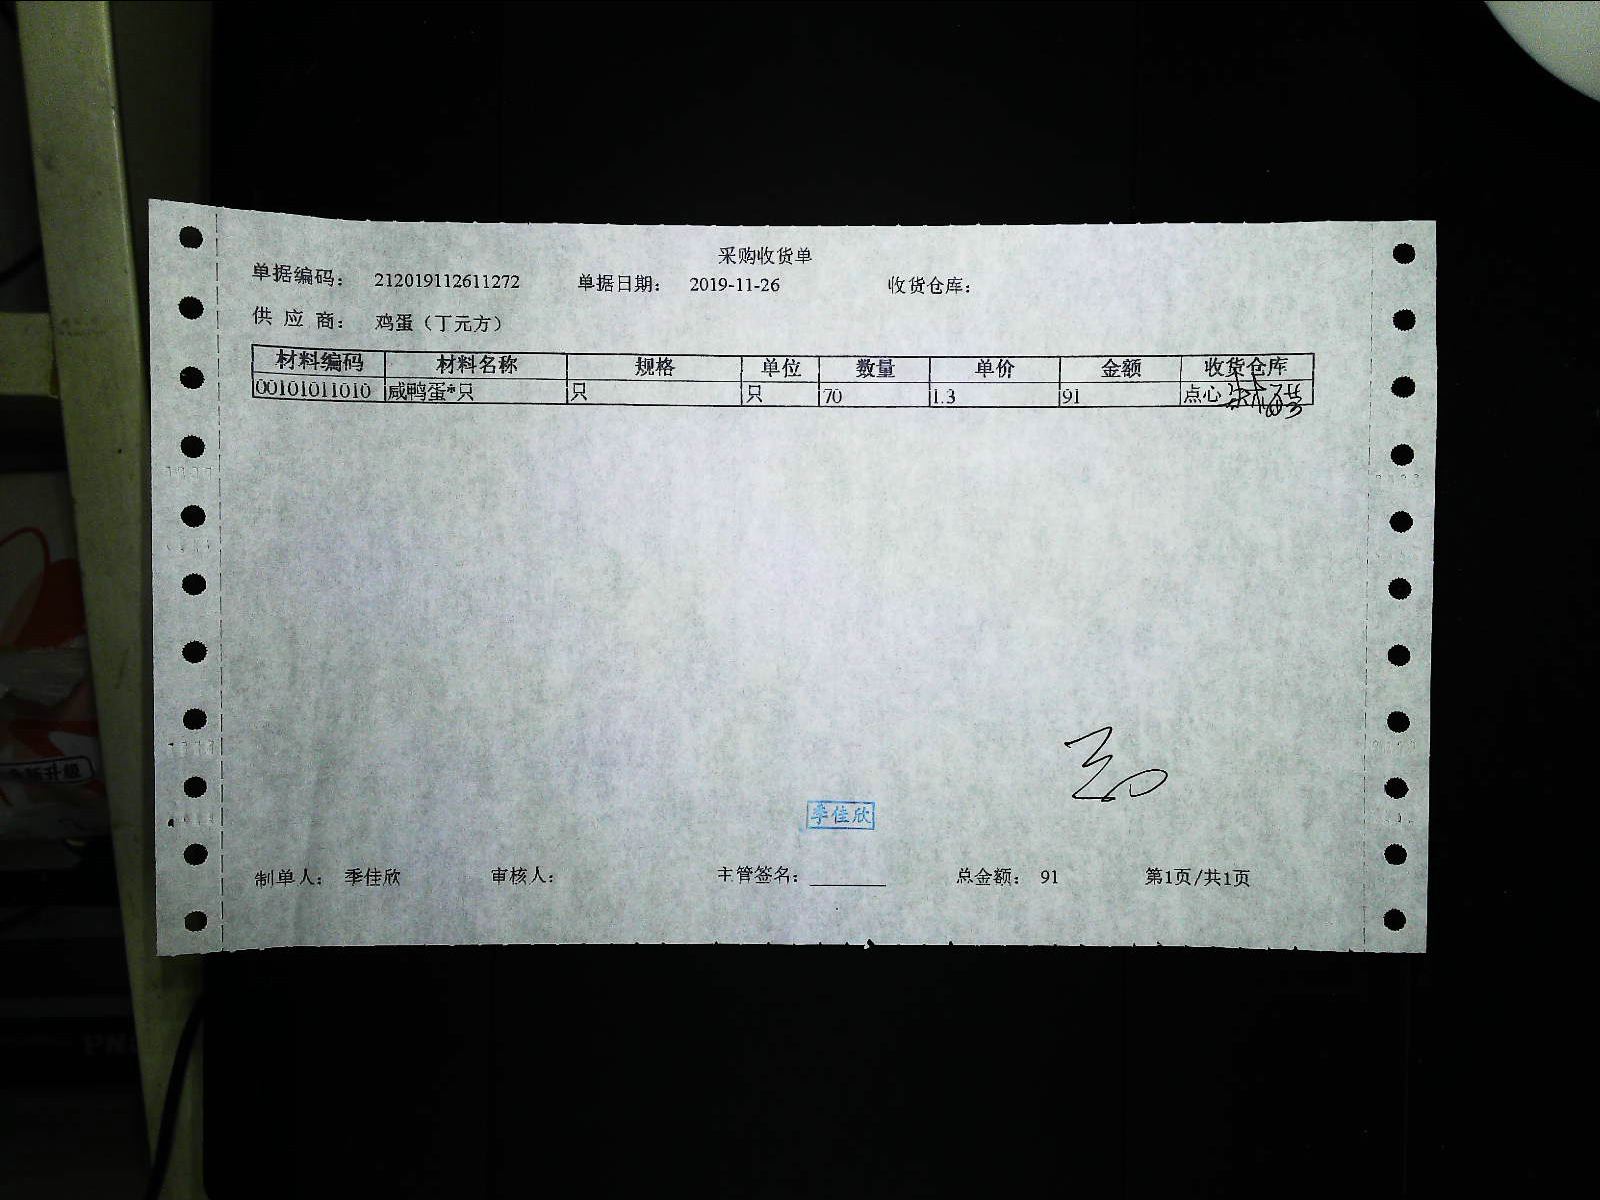 采购收货单
单据编码： 212019112611272 单据日期： 2019-11-26 收货仓库：
供 应 商： 鸡蛋（丁元方）
材料编码 材料名称 规格 单位 数量 单价 金额 收货仓库
00101011010 咸鸭蛋*只 只 只 70 1.3 91 点心
季佳欣
制单人： 季佳欣 审核人： 主管签名： 总金额： 91 第1页/共1页